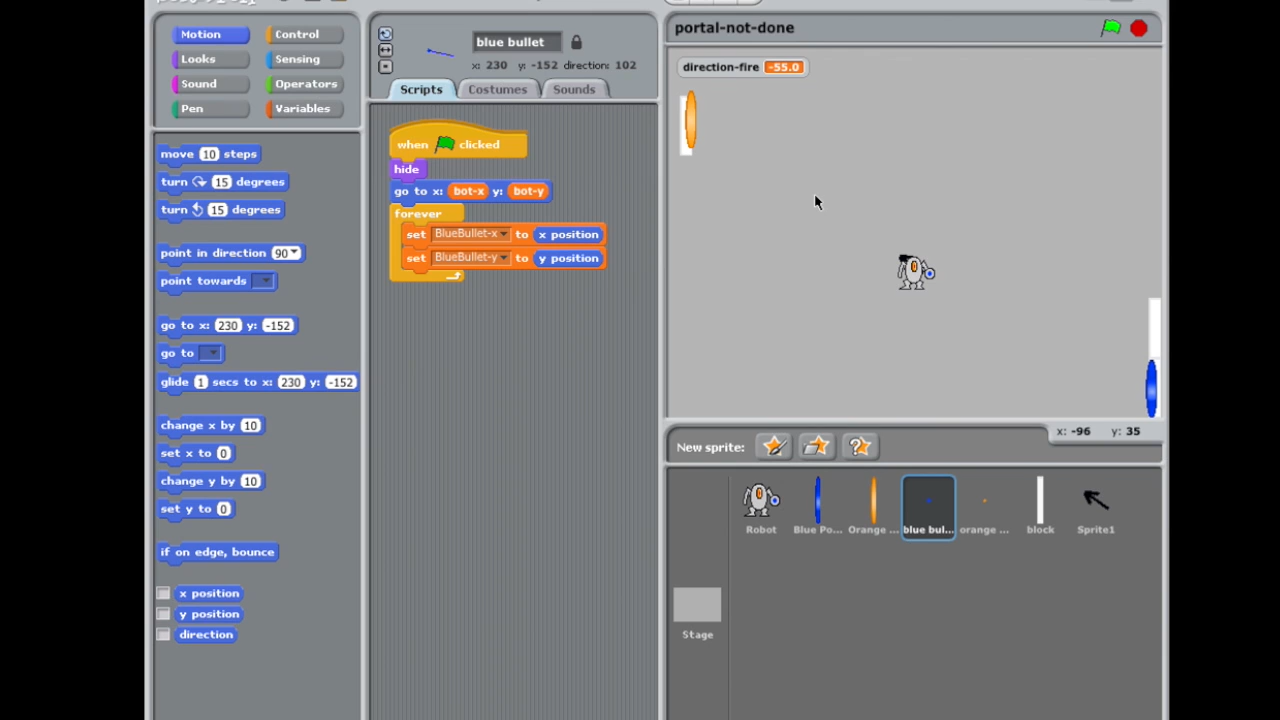 Motion Control
Looks Sensing
Sound Operators
Pen Variables
move 10 steps
turn 15 degrees
turn 15 degrees
point in direction 90
point towards
go to x: 230 y: -152
go to
glide 1 secs to x: 230 y: -152
change x by 10
set x to 0
change y by 10
set y to 0
if on edge, bounce
x position
y position
direction
blue bullet
x: 230 y: -152 direction: 102
Scripts Costumes Sounds
when clicked
hide
go to x: bot-x y: bot-y
forever
set BlueBullet-x to x position
set BlueBullet-y to y position
portal-not-done
direction-fire -55.0
x: -96 y: 35
New sprite:
Robot Blue Po... Orange ... blue bul... orange ... block Sprite1
Stage